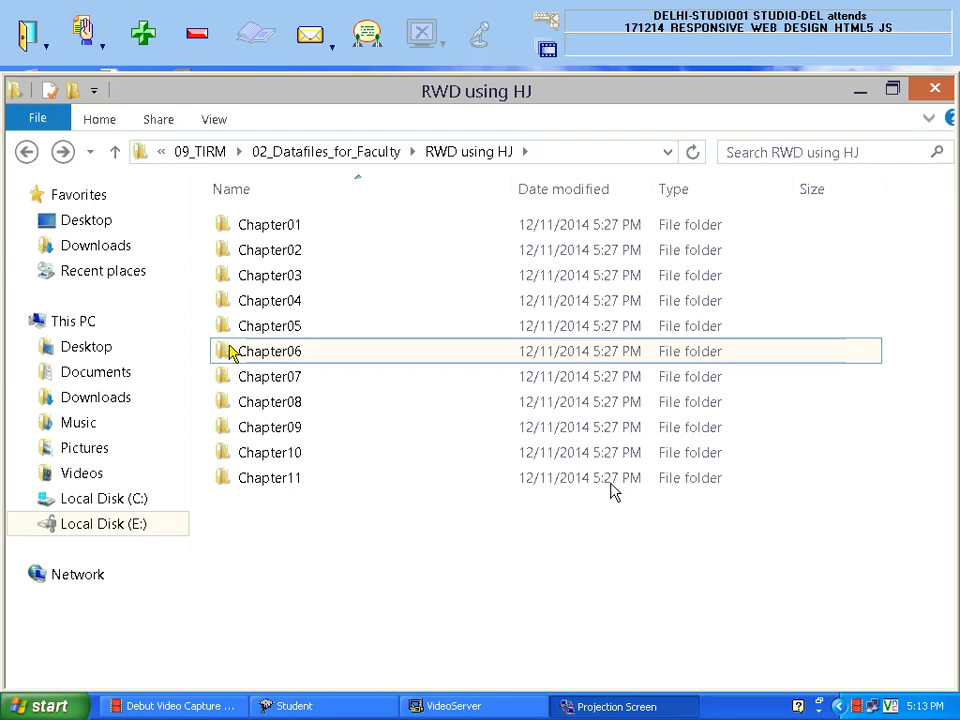 DELHI-STUDIO01 STUDIO-DEL attends
171214_RESPONSIVE_WEB_DESIGN_HTML5_JS
RWD using HJ
File Home Share View
« 09_TIRM 02_Datafiles_for_Faculty RWD using HJ Search RWD using HJ
Name Date modified Type Size
Favorites
Desktop
Downloads
Recent places
This PC
Desktop
Documents
Downloads
Music
Pictures
Videos
Local Disk (C:)
Local Disk (E:)
Network
Chapter01 12/11/2014 5:27 PM File folder
Chapter02 12/11/2014 5:27 PM File folder
Chapter03 12/11/2014 5:27 PM File folder
Chapter04 12/11/2014 5:27 PM File folder
Chapter05 12/11/2014 5:27 PM File folder
Chapter06 12/11/2014 5:27 PM File folder
Chapter07 12/11/2014 5:27 PM File folder
Chapter08 12/11/2014 5:27 PM File folder
Chapter09 12/11/2014 5:27 PM File folder
Chapter10 12/11/2014 5:27 PM File folder
Chapter11 12/11/2014 5:27 PM File folder
start Debut Video Capture ... Student VideoServer Projection Screen 5:13 PM